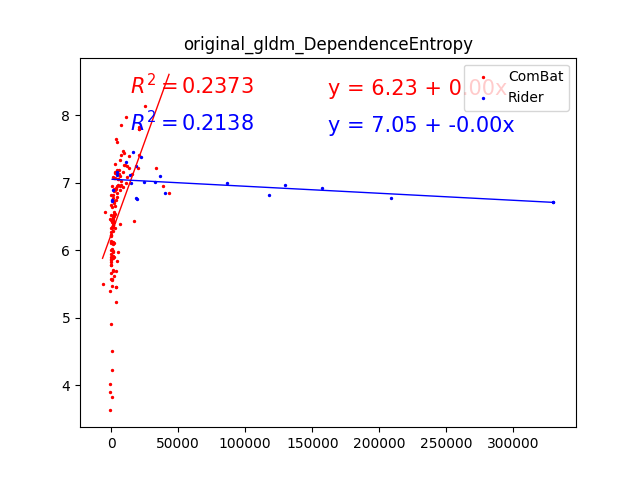 original_gldm_DependenceEntropy
R² = 0.2373
y = 6.23 + 0.00x
R² = 0.2138
y = 7.05 + -0.00x
ComBat
Rider
8
7
6
5
4
0 50000 100000 150000 200000 250000 300000